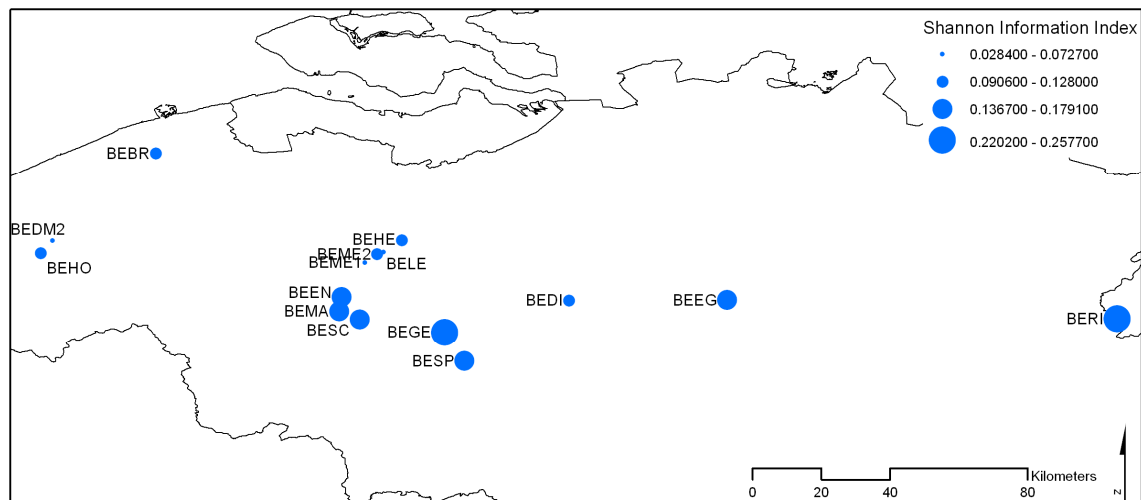 Shannon Information Index
0.028400 - 0.072700
0.090600 - 0.128000
0.136700 - 0.179100
0.220200 - 0.257700
BEBR
BEDM2
BEHO
BEHE
BEME2
BELE
BEME1
BEEN
BEMA
BESC
BEGE
BESP
BEDI
BEEG
BERI
Kilometers
0 20 40 80
N